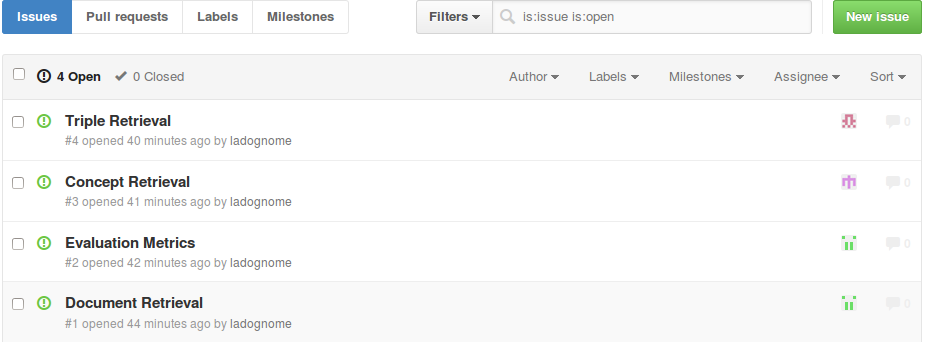 Issues Pull requests Labels Milestones Filters is:issue is:open New issue
4 Open 0 Closed Author Labels Milestones Assignee Sort
Triple Retrieval 0
#4 opened 40 minutes ago by ladognome
Concept Retrieval 0
#3 opened 41 minutes ago by ladognome
Evaluation Metrics 0
#2 opened 42 minutes ago by ladognome
Document Retrieval 0
#1 opened 44 minutes ago by ladognome